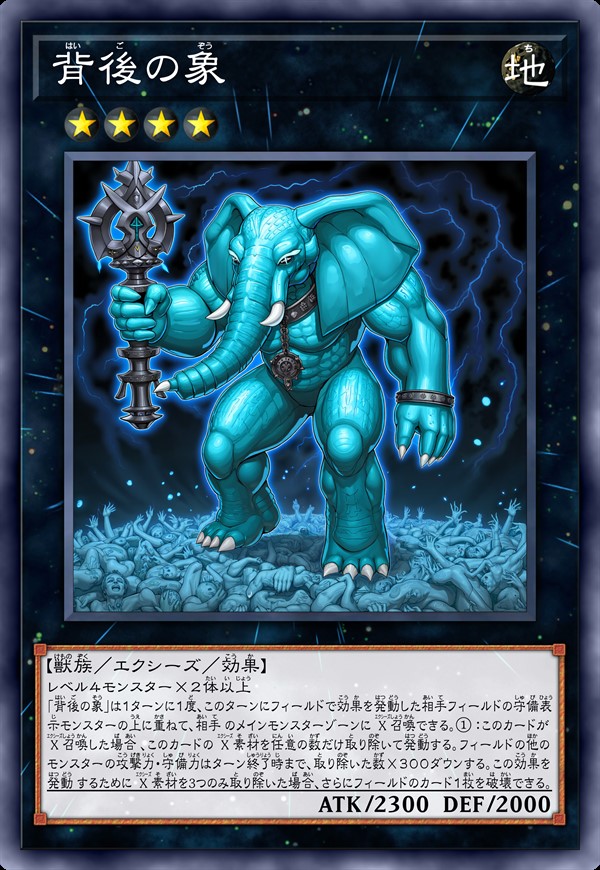 背後の象
地
【獣族／エクシーズ／効果】
レベル４モンスター×２体以上
「背後の象」は1ターンに1度、このターンにフィールドで効果を発動した相手フィールドの守備表
示モンスターの上に重ねて、相手のメインモンスターゾーンにX召喚できる。①：このカードが
X召喚した場合、このカードのX素材を任意の数だけ取り除いて発動する。フィールドの他の
モンスターの攻撃力・守備力はターン終了時まで、取り除いた数×300ダウンする。この効果を
発動するためにX素材を3つのみ取り除いた場合、さらにフィールドのカード1枚を破壊できる。
ATK/2300 DEF/2000